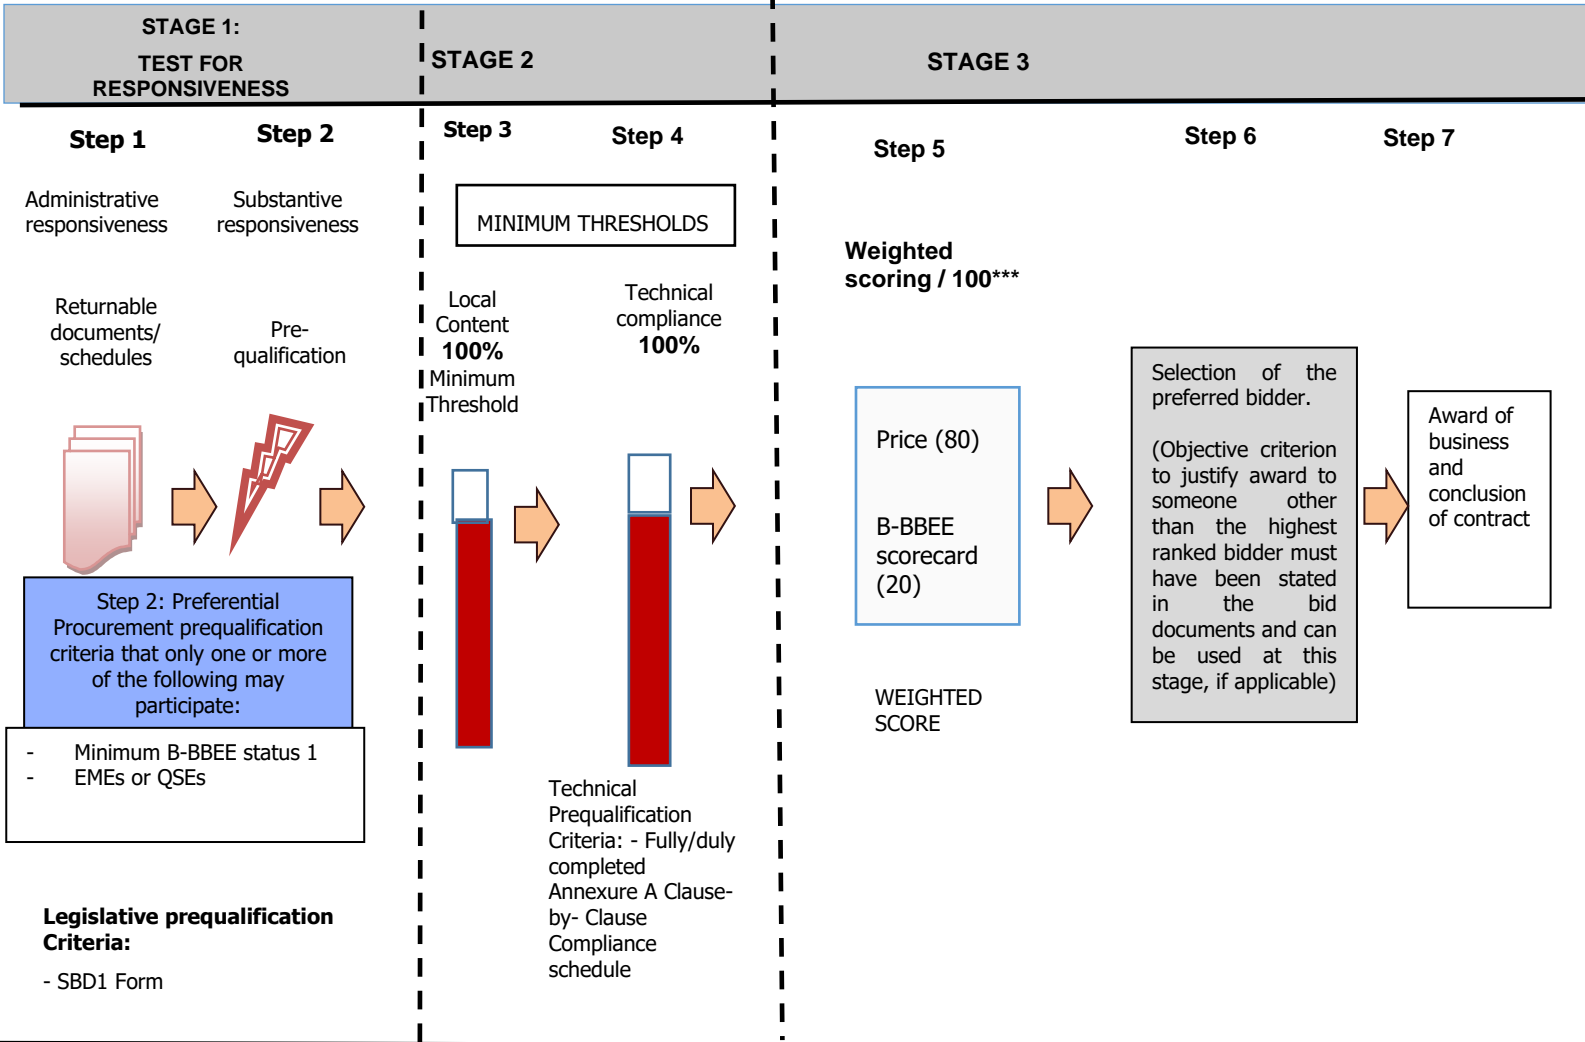 STAGE 1:
TEST FOR
RESPONSIVENESS
STAGE 2
STAGE 3
Step 1
Step 2
Step 3
Step 4
Step 5
Step 6
Step 7
Administrative
responsiveness
Substantive
responsiveness
MINIMUM THRESHOLDS
Weighted
scoring / 100***
Returnable
documents/
schedules
Pre-
qualification
Local
Content
100%
Minimum
Threshold
Technical
compliance
100%
Price (80)
B-BBEE
scorecard
(20)
WEIGHTED
SCORE
Selection of the
preferred bidder.
(Objective criterion
to justify award to
someone other
than the highest
ranked bidder must
have been stated
in the bid
documents and can
be used at this
stage, if applicable)
Award of
business
and
conclusion
of contract
Step 2: Preferential
Procurement prequalification
criteria that only one or more
of the following may
participate:
- Minimum B-BBEE status 1
- EMEs or QSEs
Technical
Prequalification
Criteria: - Fully/duly
completed
Annexure A Clause-
by- Clause
Compliance
schedule
Legislative prequalification
Criteria:
- SBD1 Form